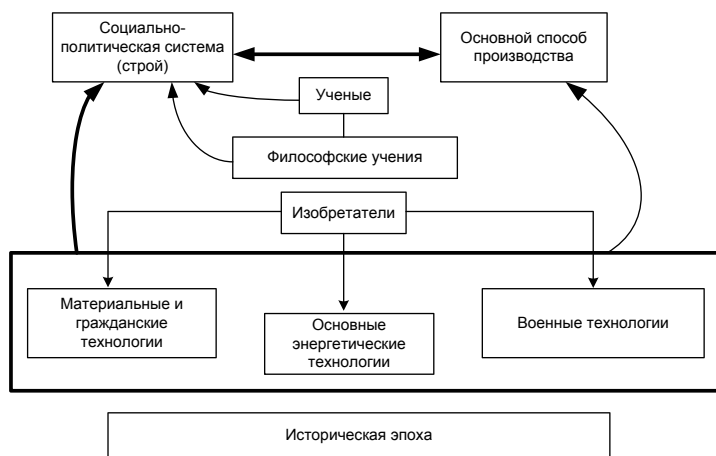 Социально-
политическая система
(строй)
Основной способ
производства
Ученые
Философские учения
Изобретатели
Материальные и
гражданские
технологии
Основные
энергетические
технологии
Военные технологии
Историческая эпоха